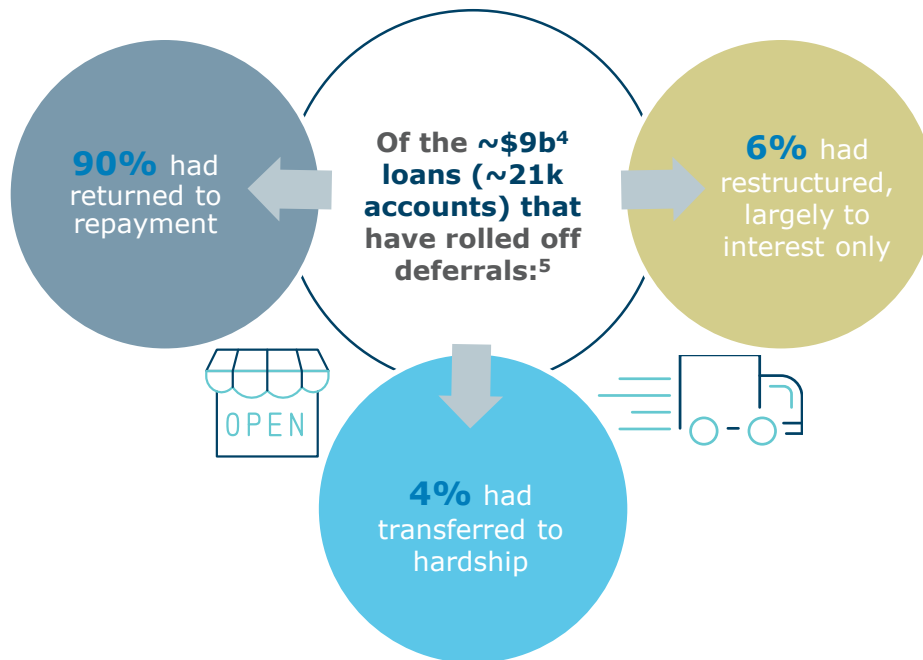 Of the ~$9b⁴
loans (~21k
accounts) that
have rolled off
deferrals:⁵
90% had
returned to
repayment
6% had
restructured,
largely to
interest only
OPEN
4% had
transferred to
hardship